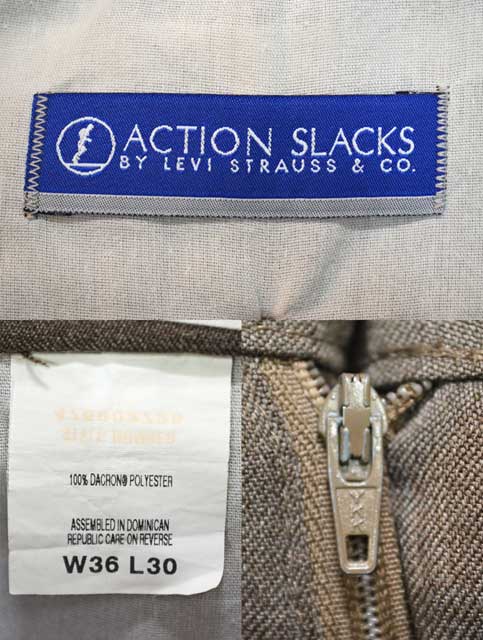 ACTION SLACKS
BY LEVI STRAUSS & CO.
100% DACRON® POLYESTER
ASSEMBLED IN DOMINICAN
REPUBLIC CARE ON REVERSE
W36 L30
YKK